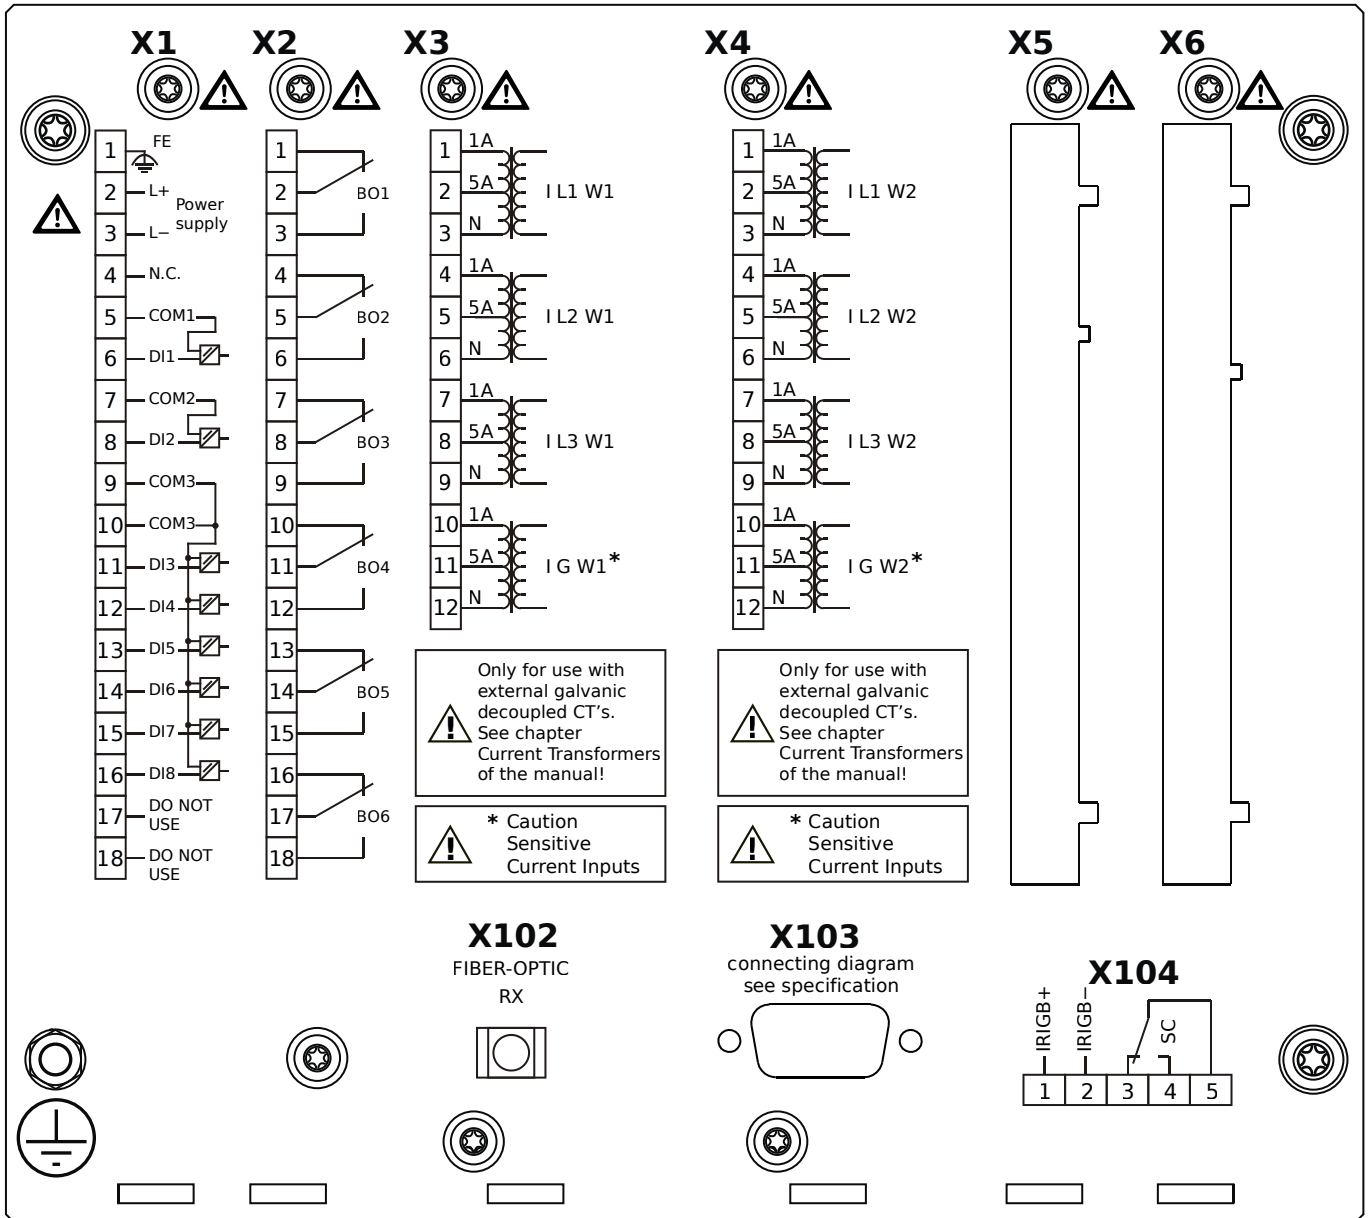 X1
X2
X3
X4
X5
X6
1 FE
2 L+
Power
supply
3 L−
4 N.C.
5 COM1
6 DI1
7 COM2
8 DI2
9 COM3
10 COM3
11 DI3
12 DI4
13 DI5
14 DI6
15 DI7
16 DI8
17 DO NOT
USE
18 DO NOT
USE
1
2 BO1
3
4
5 BO2
6
7
8 BO3
9
10
11 BO4
12
13
14 BO5
15
16
17 BO6
18
1 1A
2 5A I L1 W1
3 N
4 1A
5 5A I L2 W1
6 N
7 1A
8 5A I L3 W1
9 N
10 1A
11 5A I G W1*
12 N
Only for use with
external galvanic
decoupled CT's.
See chapter
Current Transformers
of the manual!
* Caution
Sensitive
Current Inputs
1 1A
2 5A I L1 W2
3 N
4 1A
5 5A I L2 W2
6 N
7 1A
8 5A I L3 W2
9 N
10 1A
11 5A I G W2*
12 N
Only for use with
external galvanic
decoupled CT's.
See chapter
Current Transformers
of the manual!
* Caution
Sensitive
Current Inputs
X102
FIBER-OPTIC
RX
X103
connecting diagram
see specification
X104
IRIGB+
IRIGB−
SC
1 2 3 4 5